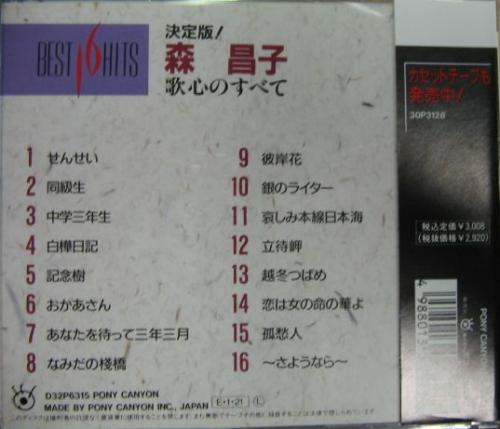 BEST 16 HITS
決定版!
森 昌子
歌心のすべて
1 せんせい
2 同級生
3 中学三年生
4 白樺日記
5 記念樹
6 おかあさん
7 あなたを待って三年三月
8 なみだの棧橋
9 彼岸花
10 銀のライター
11 哀しみ本線日本海
12 立待岬
13 越冬つばめ
14 恋は女の命の華よ
15 孤愁人
16 〜さようなら〜
D32P6315 PONY CANYON
MADE BY PONY CANYON INC., JAPAN
E・1・21 L
カセットテープも
発売中!
30P3128
税込定価¥3,008
(税抜価格¥2,920)
PONY CANYON